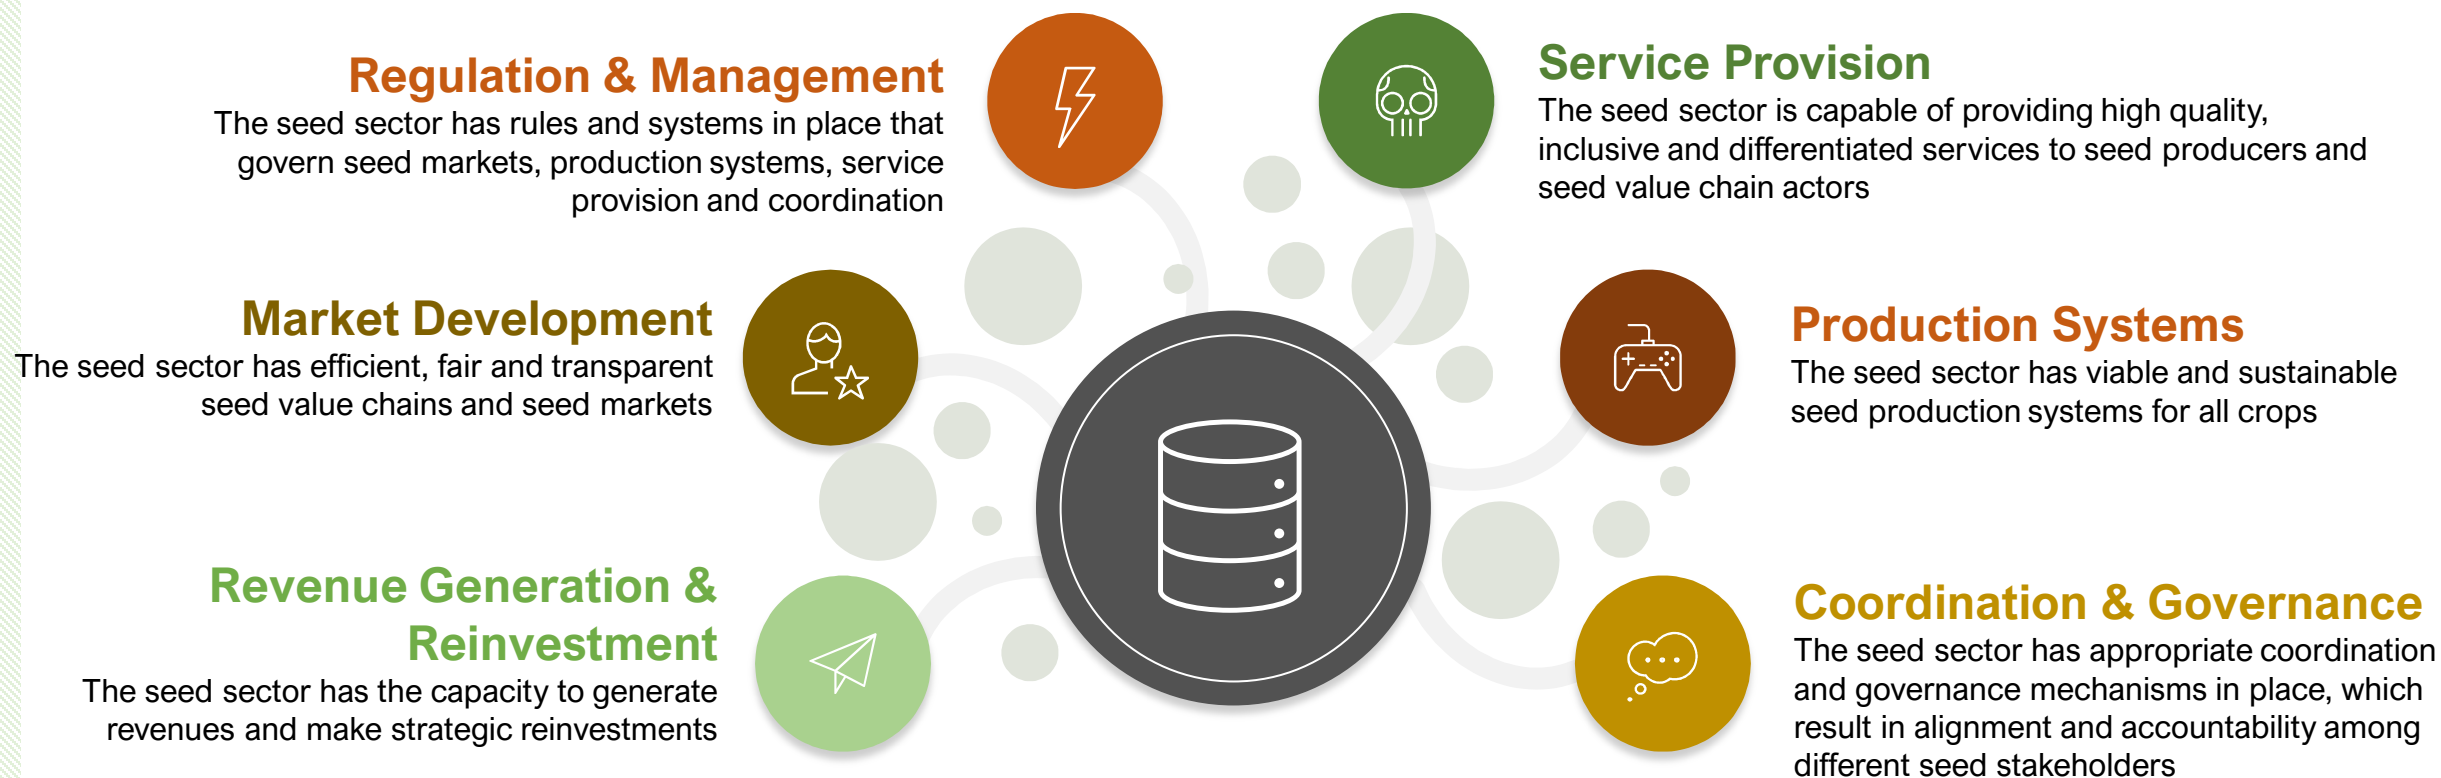 Regulation & Management
The seed sector has rules and systems in place that
govern seed markets, production systems, service
provision and coordination
Service Provision
The seed sector is capable of providing high quality,
inclusive and differentiated services to seed producers and
seed value chain actors
Market Development
The seed sector has efficient, fair and transparent
seed value chains and seed markets
Production Systems
The seed sector has viable and sustainable
seed production systems for all crops
Revenue Generation &
Reinvestment
The seed sector has the capacity to generate
revenues and make strategic reinvestments
Coordination & Governance
The seed sector has appropriate coordination
and governance mechanisms in place, which
result in alignment and accountability among
different seed stakeholders